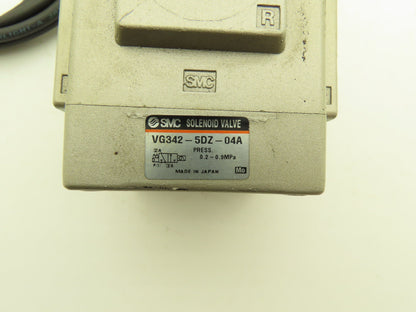 R
SMC
SMC SOLENOID VALVE
VG342-5DZ-04A
PRESS.
0.2-0.9MPa
MADE IN JAPAN